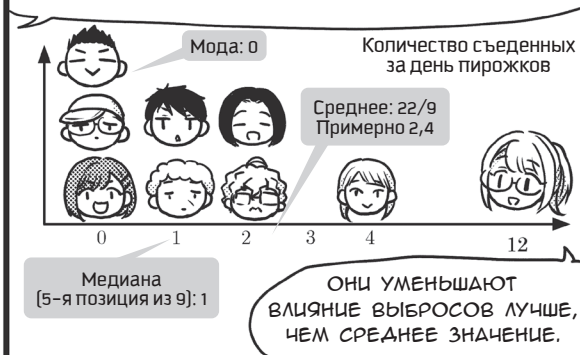 Мода: 0
Количество съеденных
за день пирожков
Среднее: 22/9
Примерно 2,4
0 1 2 3 4 12
Медиана
(5-я позиция из 9): 1
ОНИ УМЕНЬШАЮТ
ВЛИЯНИЕ ВЫБРОСОВ ЛУЧШЕ,
ЧЕМ СРЕДНЕЕ ЗНАЧЕНИЕ.